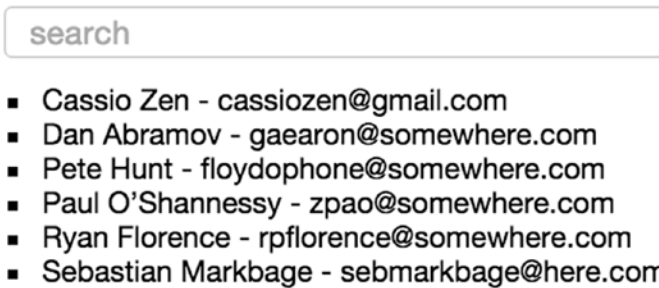 search
Cassio Zen - cassiozen@gmail.com
Dan Abramov - gaearon@somewhere.com
Pete Hunt - floydophone@somewhere.com
Paul O’Shannessy - zpao@somewhere.com
Ryan Florence - rpflorence@somewhere.com
Sebastian Markbage - sebmarkbage@here.com